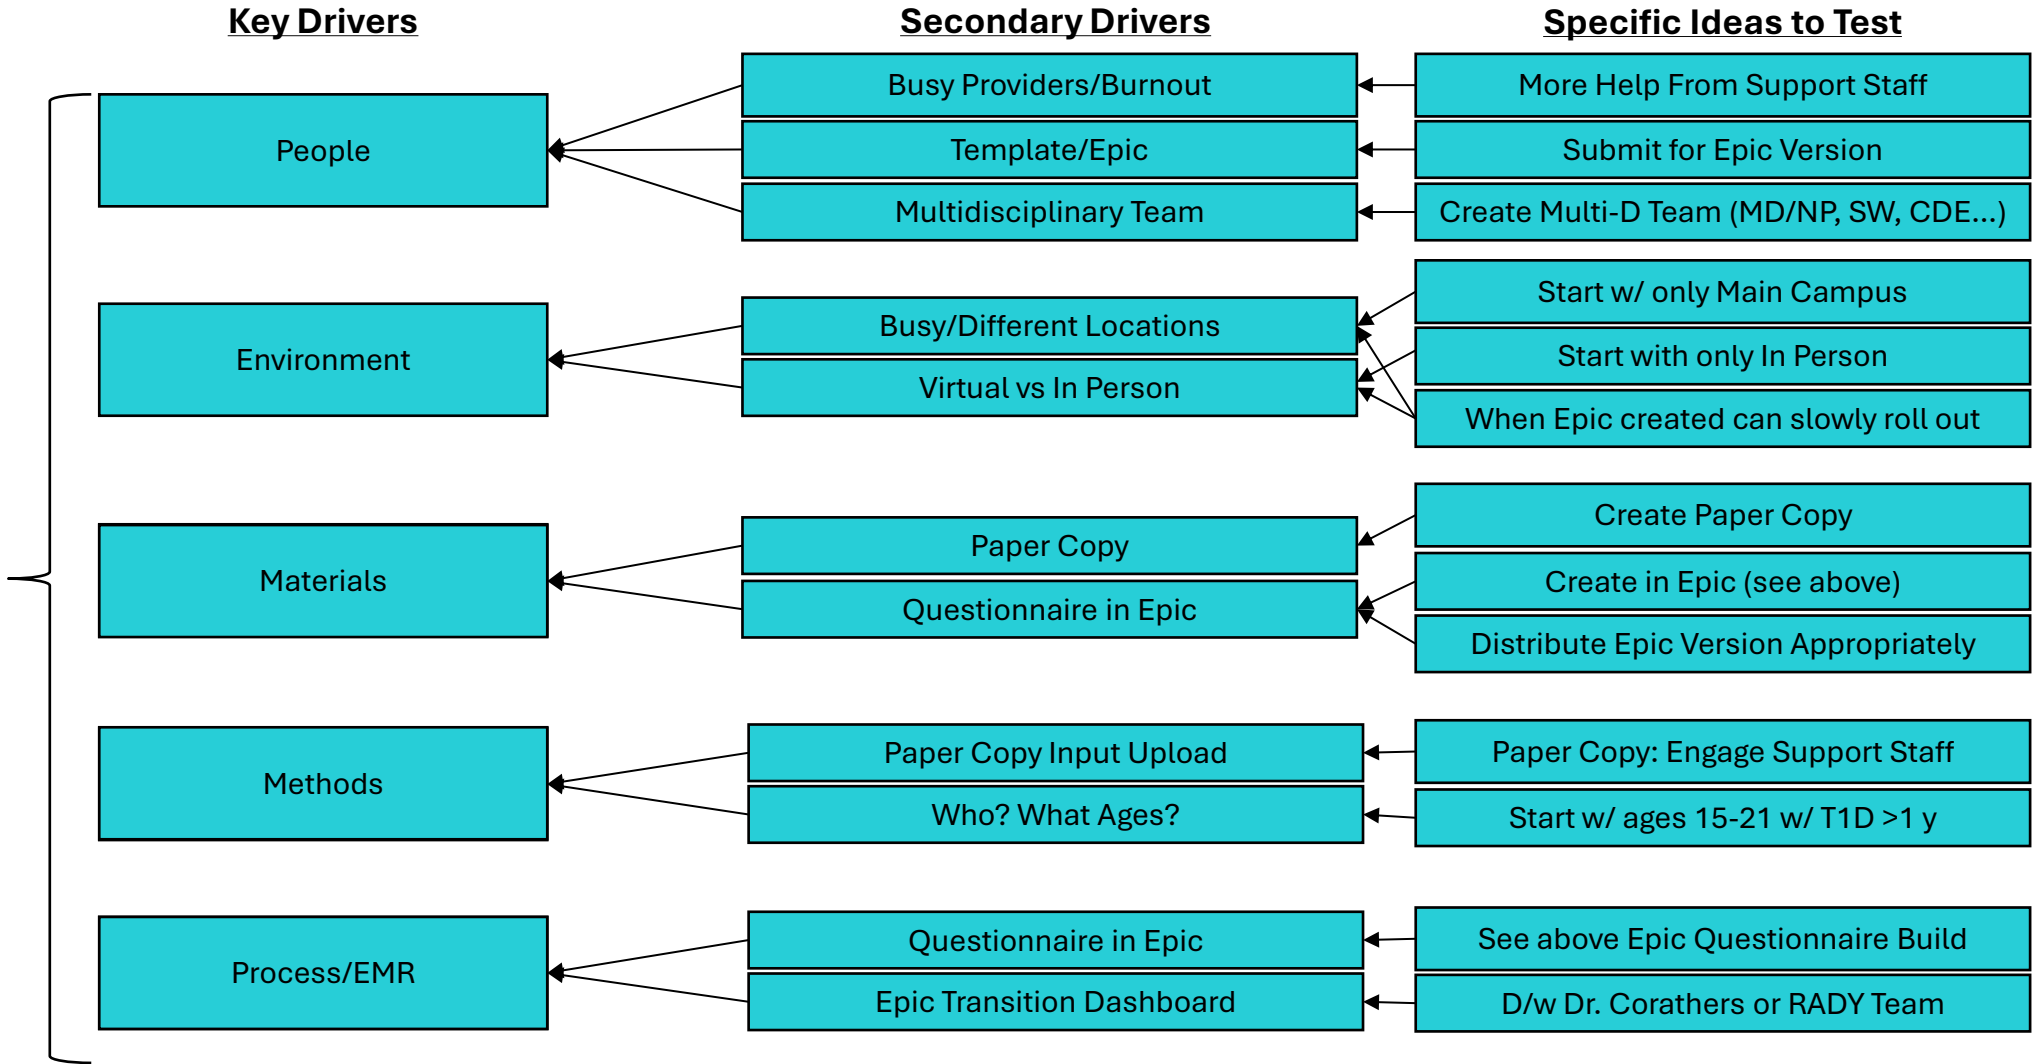 Key Drivers
Secondary Drivers
Specific Ideas to Test
People
Busy Providers/Burnout
Template/Epic
Multidisciplinary Team
More Help From Support Staff
Submit for Epic Version
Create Multi-D Team (MD/NP, SW, CDE...)
Environment
Busy/Different Locations
Virtual vs In Person
Start w/ only Main Campus
Start with only In Person
When Epic created can slowly roll out
Materials
Paper Copy
Questionnaire in Epic
Create Paper Copy
Create in Epic (see above)
Distribute Epic Version Appropriately
Methods
Paper Copy Input Upload
Who? What Ages?
Paper Copy: Engage Support Staff
Start w/ ages 15-21 w/ T1D >1 y
Process/EMR
Questionnaire in Epic
Epic Transition Dashboard
See above Epic Questionnaire Build
D/w Dr. Corathers or RADY Team